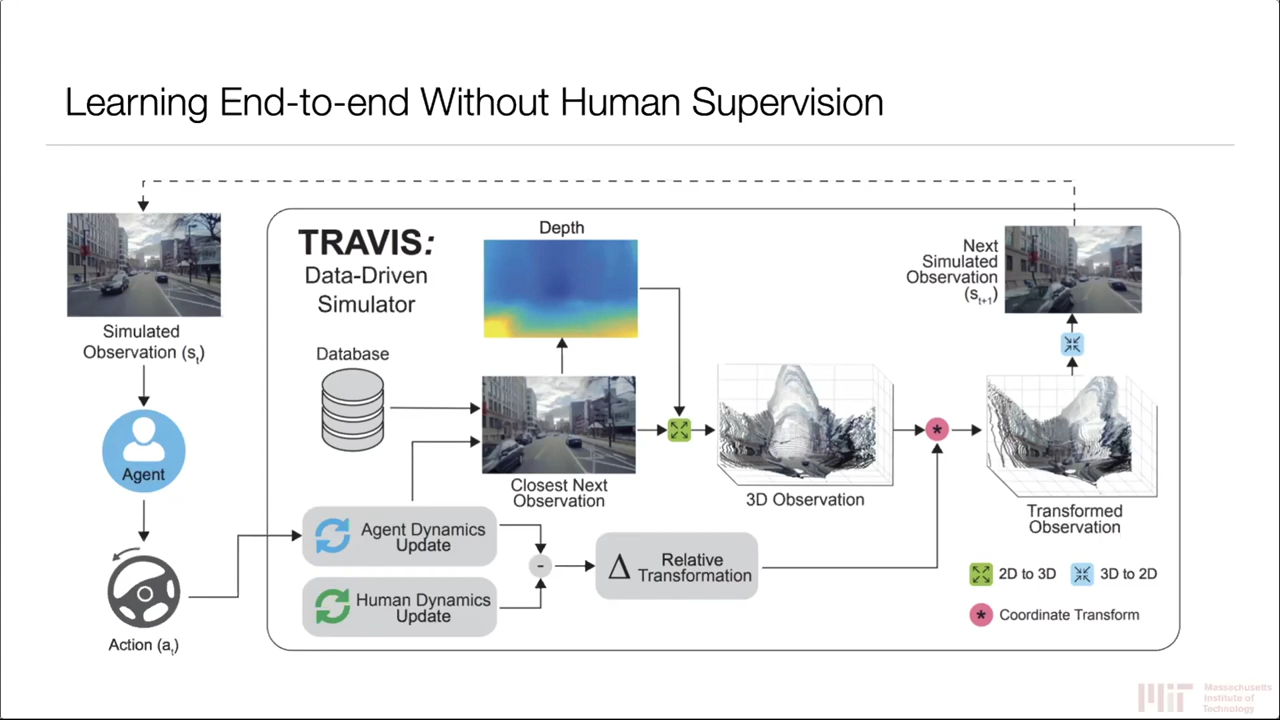 Learning End-to-end Without Human Supervision
Simulated
Observation (st)
Agent
Action (at)
TRAVIS:
Data-Driven
Simulator
Database
Depth
Closest Next
Observation
Agent Dynamics
Update
Human Dynamics
Update
-
Δ Relative
Transformation
3D Observation
*
Next
Simulated
Observation
(st+1)
Transformed
Observation
2D to 3D
3D to 2D
* Coordinate Transform
MIT
Massachusetts
Institute of
Technology